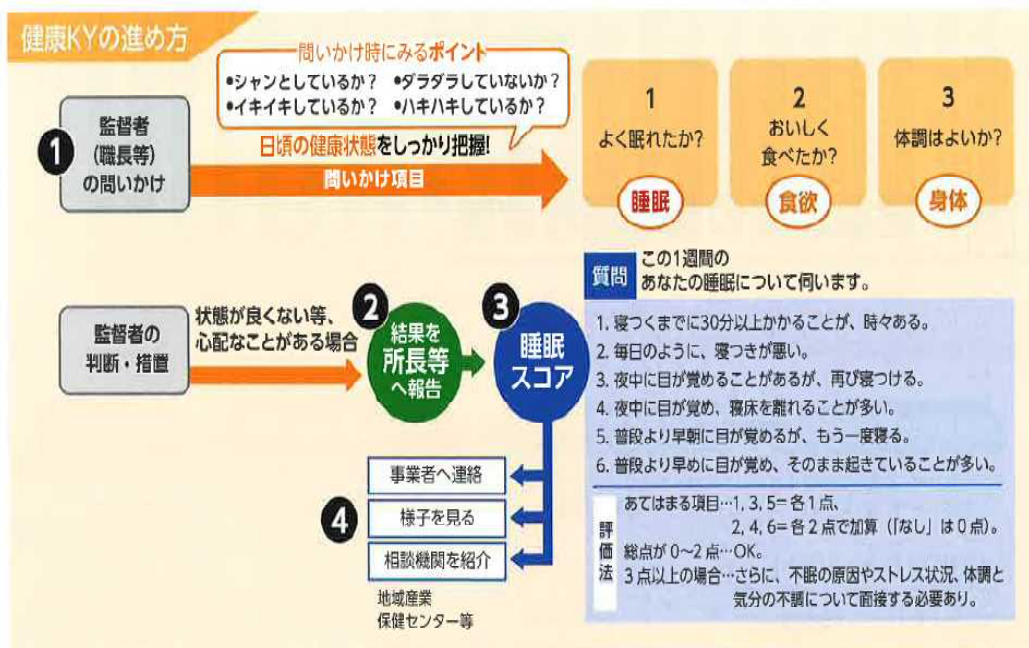 健康KYの進め方
問いかけ時にみるポイント
•シャンとしているか? •ダラダラしていないか?
•イキイキしているか? •ハキハキしているか?
1
監督者
(職長等)
の問いかけ
日頃の健康状態をしっかり把握!
問いかけ項目
1
よく眠れたか?
睡眠
2
おいしく
食べたか?
食欲
3
体調はよいか?
身体
監督者の
判断・措置
状態が良くない等、
心配なことがある場合
2
結果を
所長等
へ報告
3
睡眠
スコア
4
事業者へ連絡
様子を見る
相談機関を紹介
地域産業
保健センター等
質問
この1週間の
あなたの睡眠について伺います。
1. 寝つくまでに30分以上かかることが、時々ある。
2. 毎日のように、寝つきが悪い。
3. 夜中に目が覚めることがあるが、再び寝つける。
4. 夜中に目が覚め、寝床を離れることが多い。
5. 普段より早朝に目が覚めるが、もう一度寝る。
6. 普段より早めに目が覚め、そのまま起きていることが多い。
評価法
あてはまる項目…1, 3, 5=各1点、
2, 4, 6=各2点で加算(「なし」は0点)。
総点が0~2点…OK。
3点以上の場合…さらに、不眠の原因やストレス状況、体調と
気分の不調について面接する必要あり。